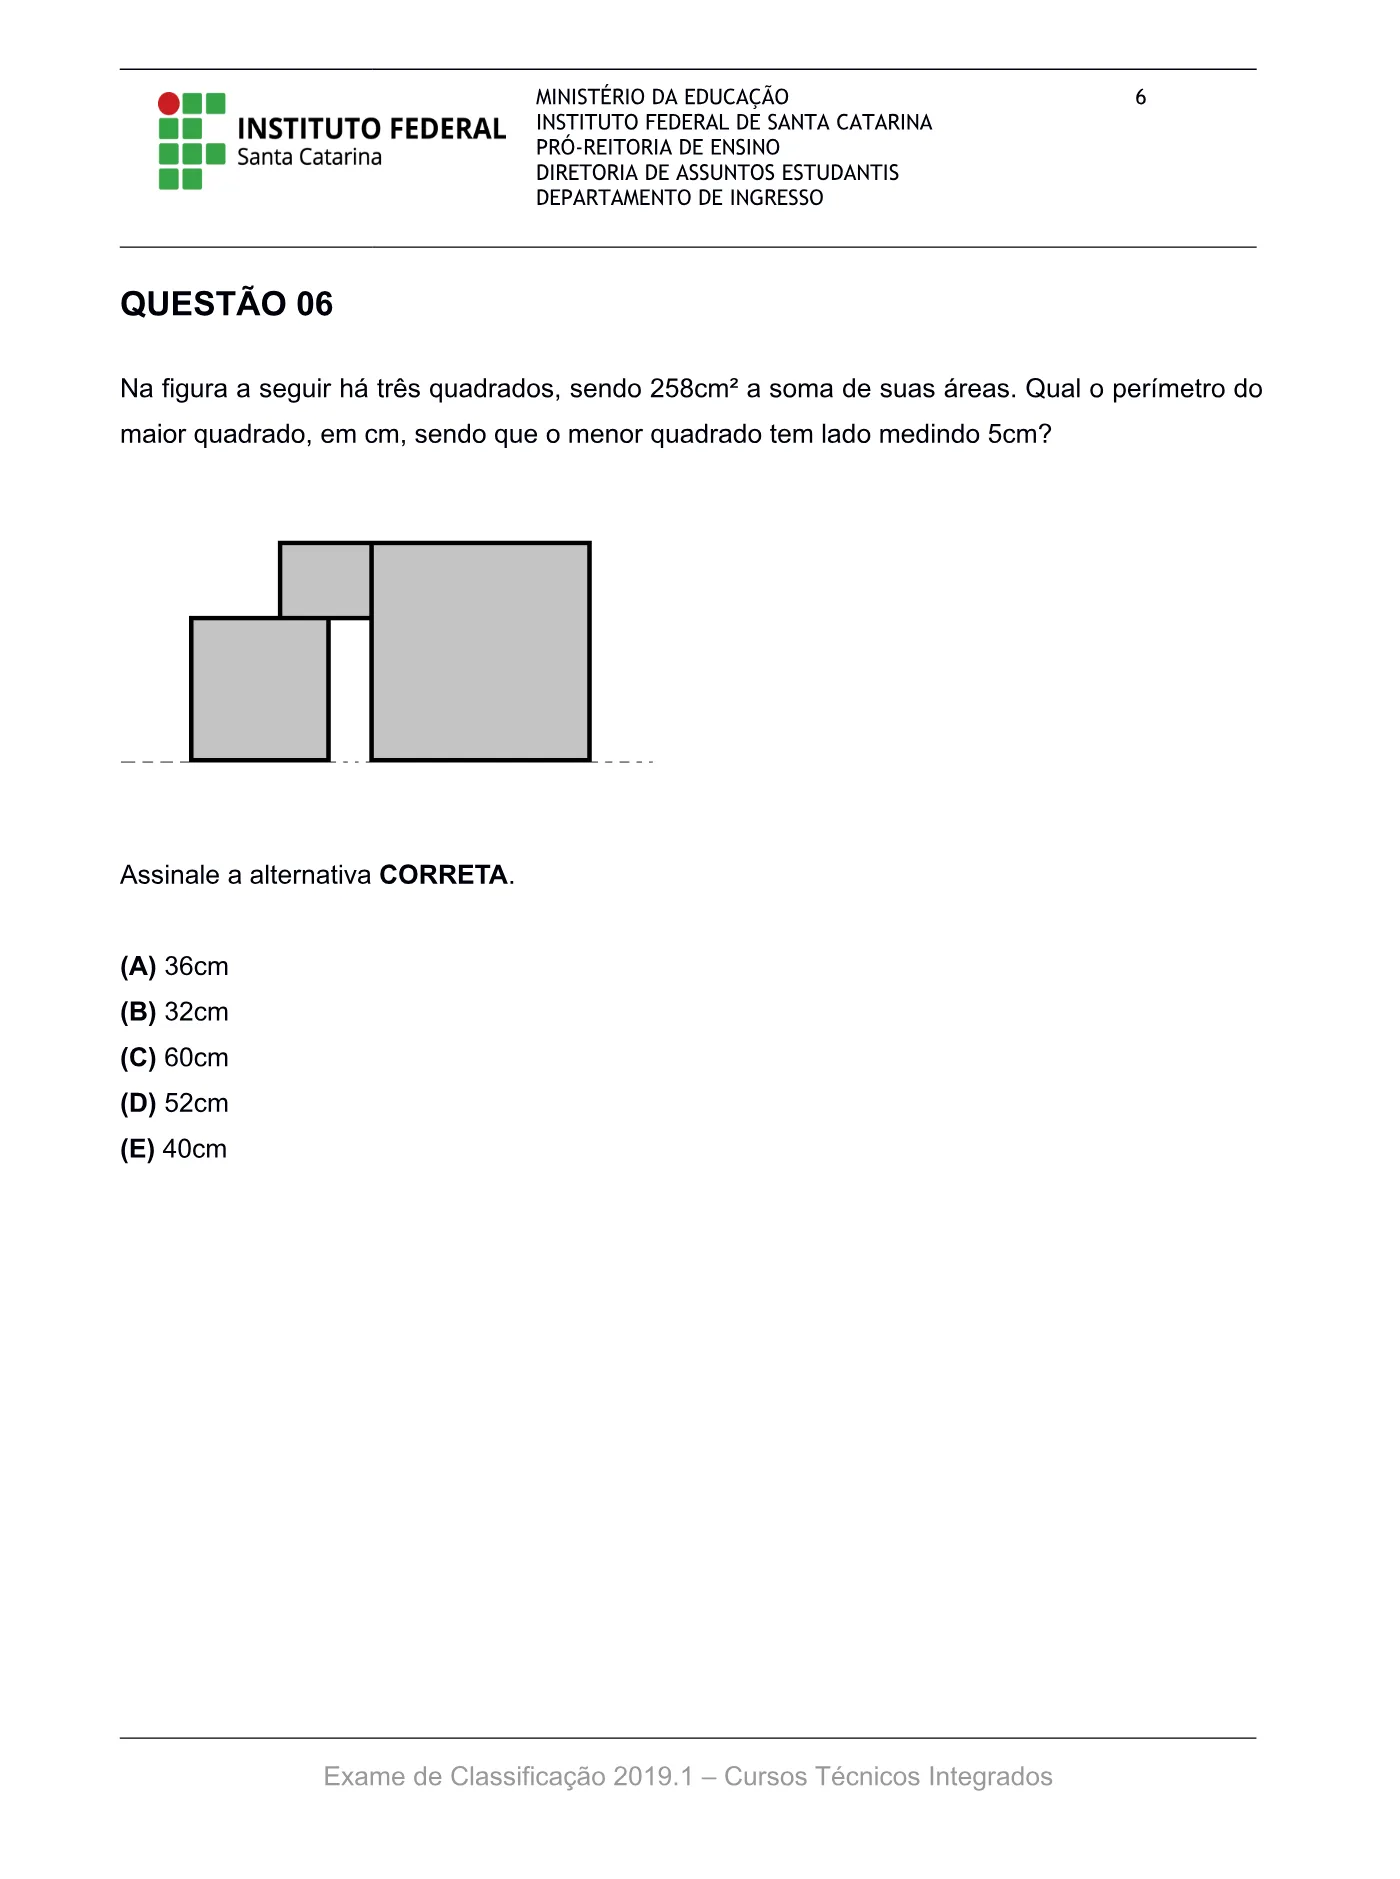 INSTITUTO FEDERAL
Santa Catarina
MINISTÉRIO DA EDUCAÇÃO
INSTITUTO FEDERAL DE SANTA CATARINA
PRÓ-REITORIA DE ENSINO
DIRETORIA DE ASSUNTOS ESTUDANTIS
DEPARTAMENTO DE INGRESSO
6
QUESTÃO 06
Na figura a seguir há três quadrados, sendo 258cm² a soma de suas áreas. Qual o perímetro do
maior quadrado, em cm, sendo que o menor quadrado tem lado medindo 5cm?
Assinale a alternativa CORRETA.
(A) 36cm
(B) 32cm
(C) 60cm
(D) 52cm
(E) 40cm
Exame de Classificação 2019.1 – Cursos Técnicos Integrados